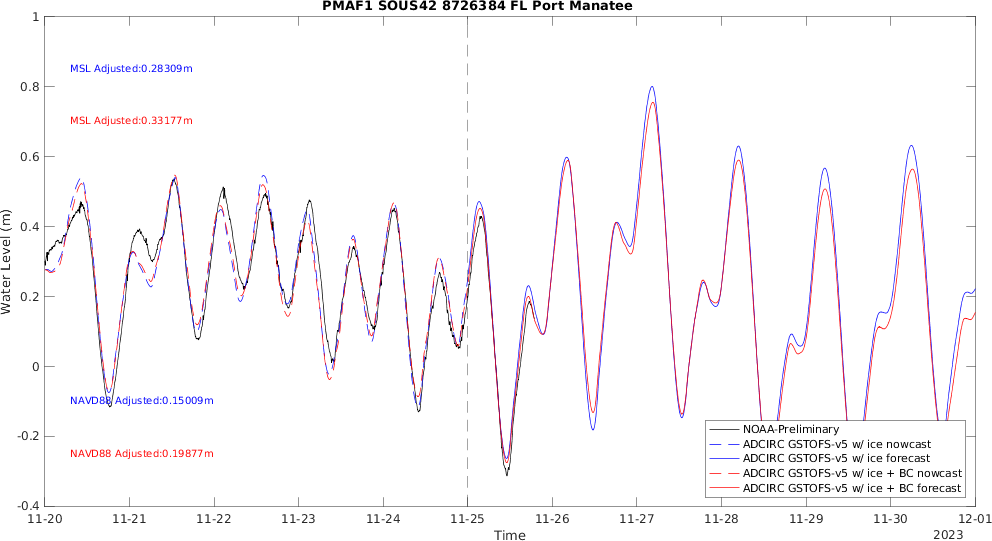 PMAF1 SOUS42 8726384 FL Port Manatee
1
0.8
0.6
0.4
0.2
0
-0.2
-0.4
Water Level (m)
MSL Adjusted:0.28309m
MSL Adjusted:0.33177m
NAVD88 Adjusted:0.15009m
NAVD88 Adjusted:0.19877m
NOAA-Preliminary
ADCIRC GSTOFS-v5 w/ ice nowcast
ADCIRC GSTOFS-v5 w/ ice forecast
ADCIRC GSTOFS-v5 w/ ice + BC nowcast
ADCIRC GSTOFS-v5 w/ ice + BC forecast
11-20 11-21 11-22 11-23 11-24 11-25 11-26 11-27 11-28 11-29 11-30 12-01
Time
2023